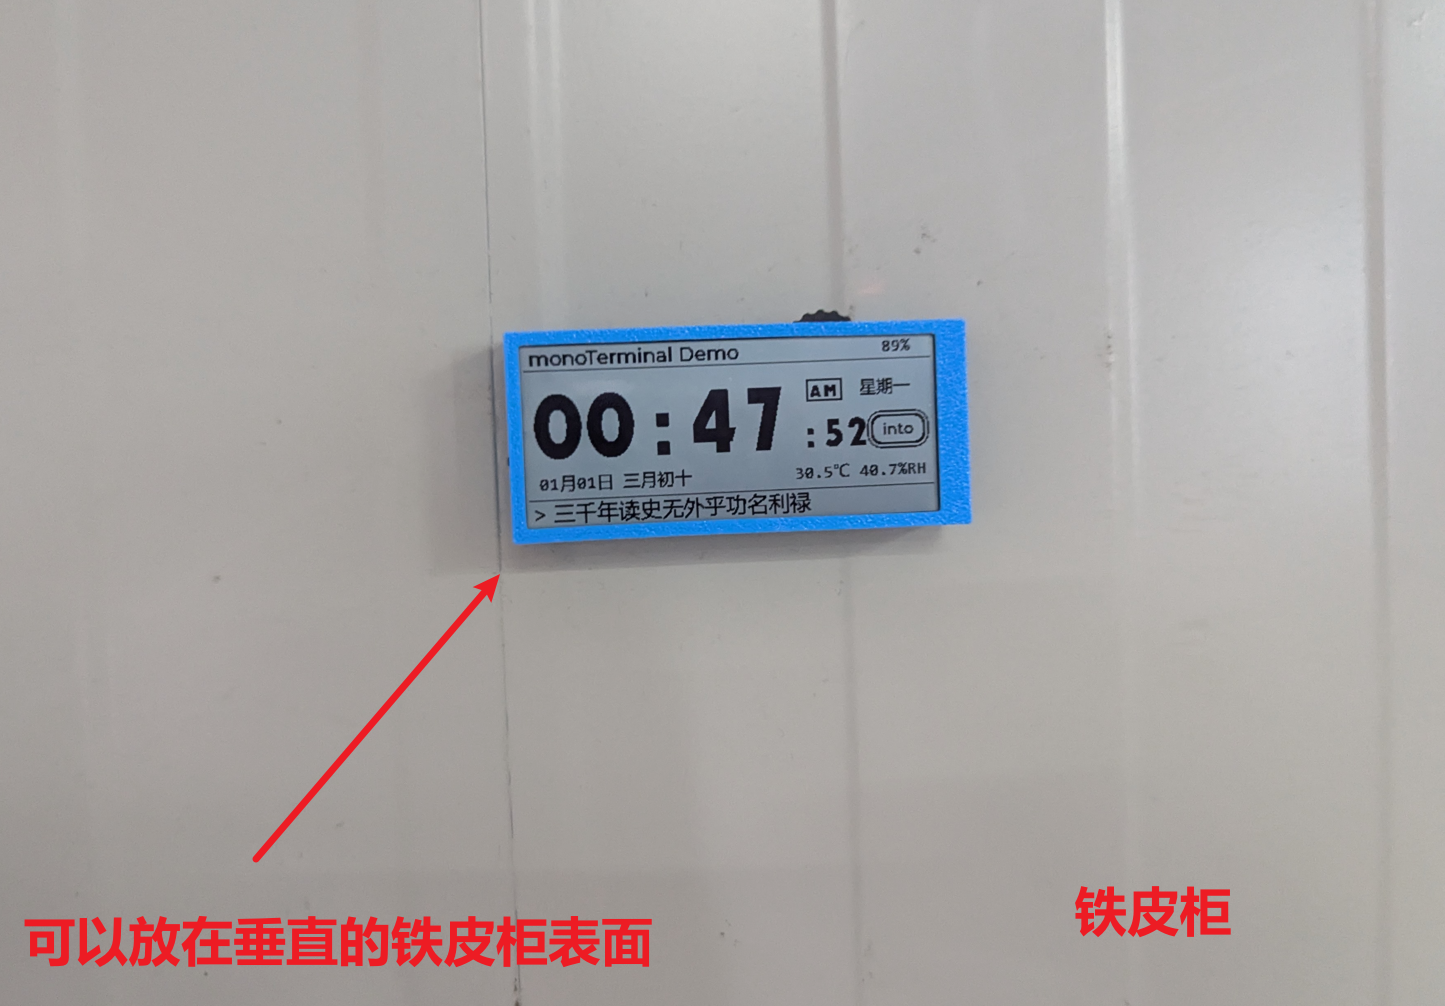 monoTerminal Demo 89%
00:47 :52 AM 星期一
into
01月01日 三月初十 30.5℃ 40.7%RH
> 三千年读史无外乎功名利禄
可以放在垂直的铁皮柜表面
铁皮柜